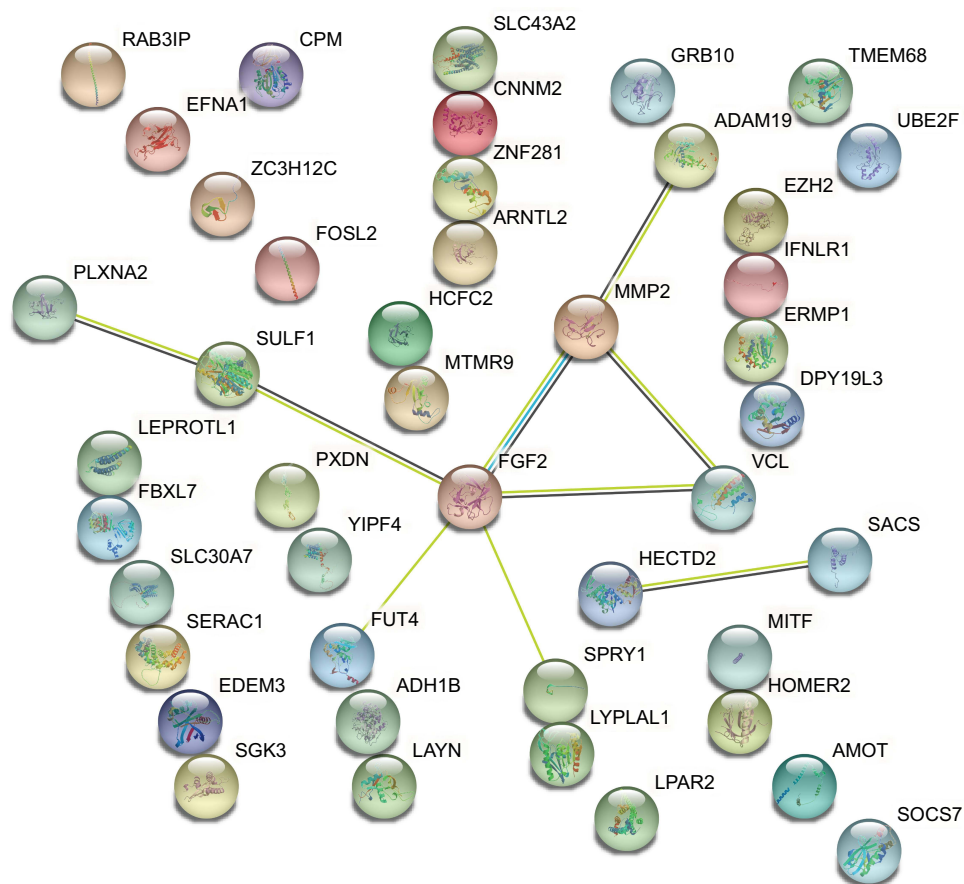 SLC43A2
RAB3IP
CPM
GRB10
TMEM68
CNNM2
EFNA1
ADAM19
UBE2F
ZNF281
ZC3H12C
EZH2
ARNTL2
FOSL2
IFNLR1
PLXNA2
MMP2
HCFC2
ERMP1
SULF1
MTMR9
DPY19L3
LEPROTL1
PXDN
FGF2
VCL
FBXL7
YIPF4
SACS
SLC30A7
HECTD2
SERAC1
FUT4
SPRY1
MITF
EDEM3
ADH1B
HOMER2
LYPLAL1
SGK3
LAYN
AMOT
LPAR2
SOCS7